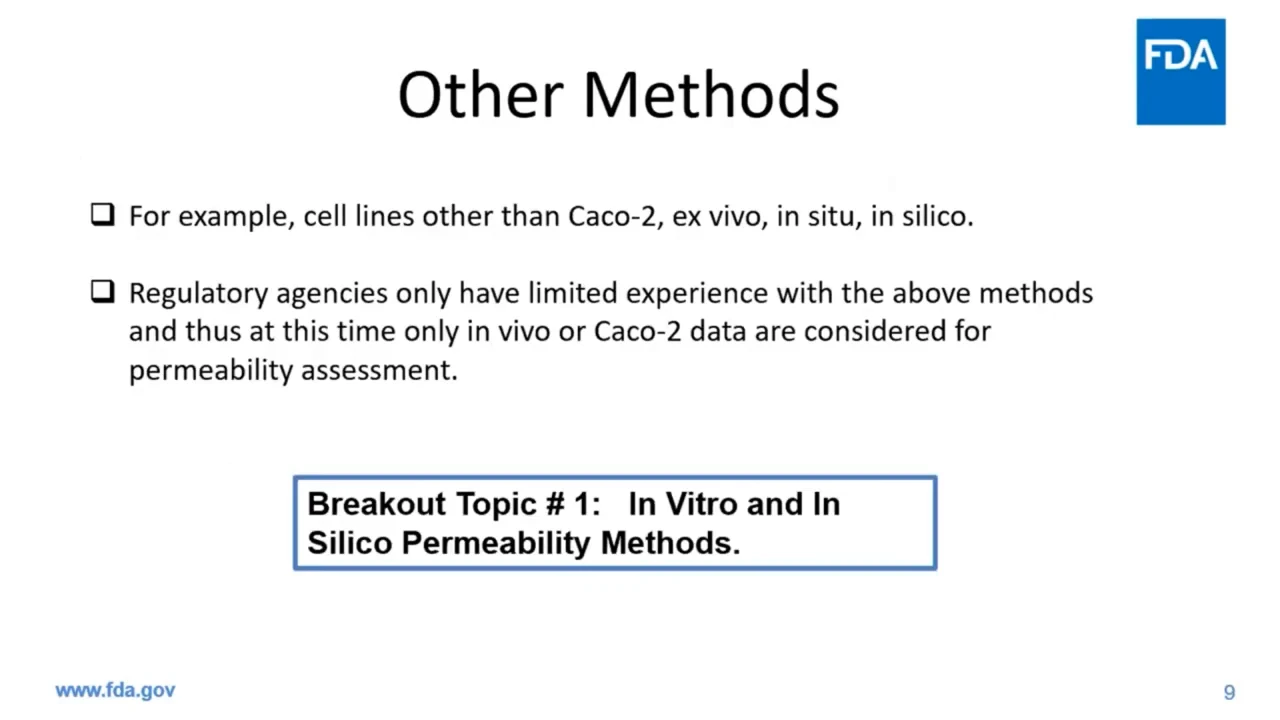 FDA
Other Methods
❑ For example, cell lines other than Caco-2, ex vivo, in situ, in silico.
❑ Regulatory agencies only have limited experience with the above methods
and thus at this time only in vivo or Caco-2 data are considered for
permeability assessment.
Breakout Topic # 1:   In Vitro and In
Silico Permeability Methods.
www.fda.gov
9